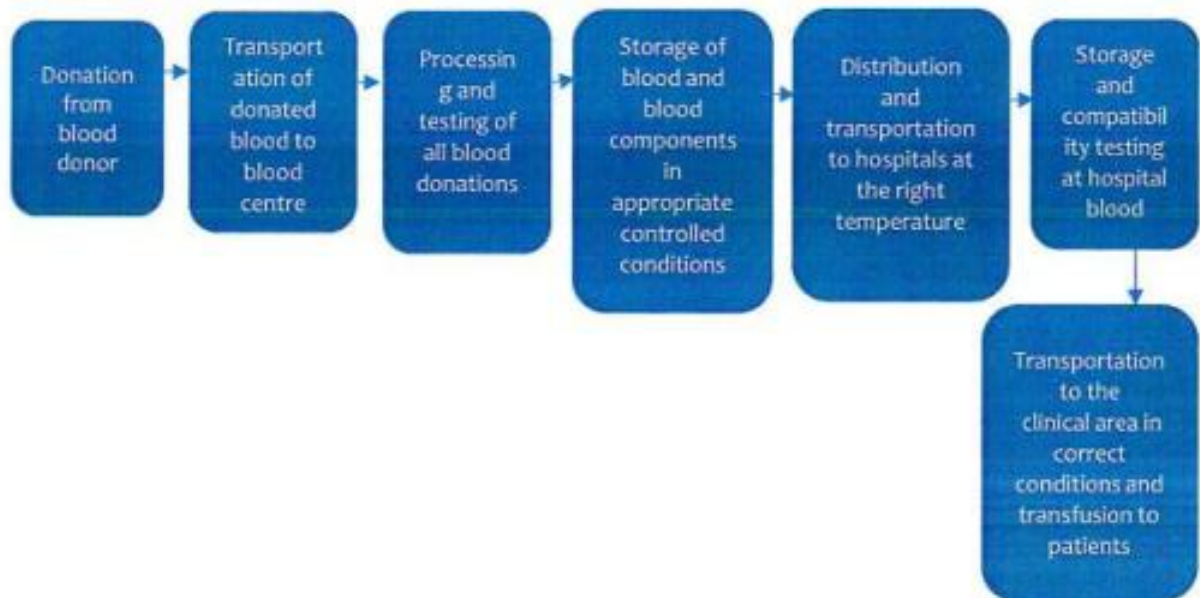 Donation
from
blood
donor
Transport
ation of
donated
blood to
blood
centre
Processin
g and
testing of
all blood
donations
Storage of
blood and
blood
components
in
appropriate
controlled
conditions
Distribution
and
transportation
to hospitals at
the right
temperature
Storage
and
compatibil
ity testing
at hospital
blood
Transportation
to the
clinical area in
correct
conditions and
transfusion to
patients